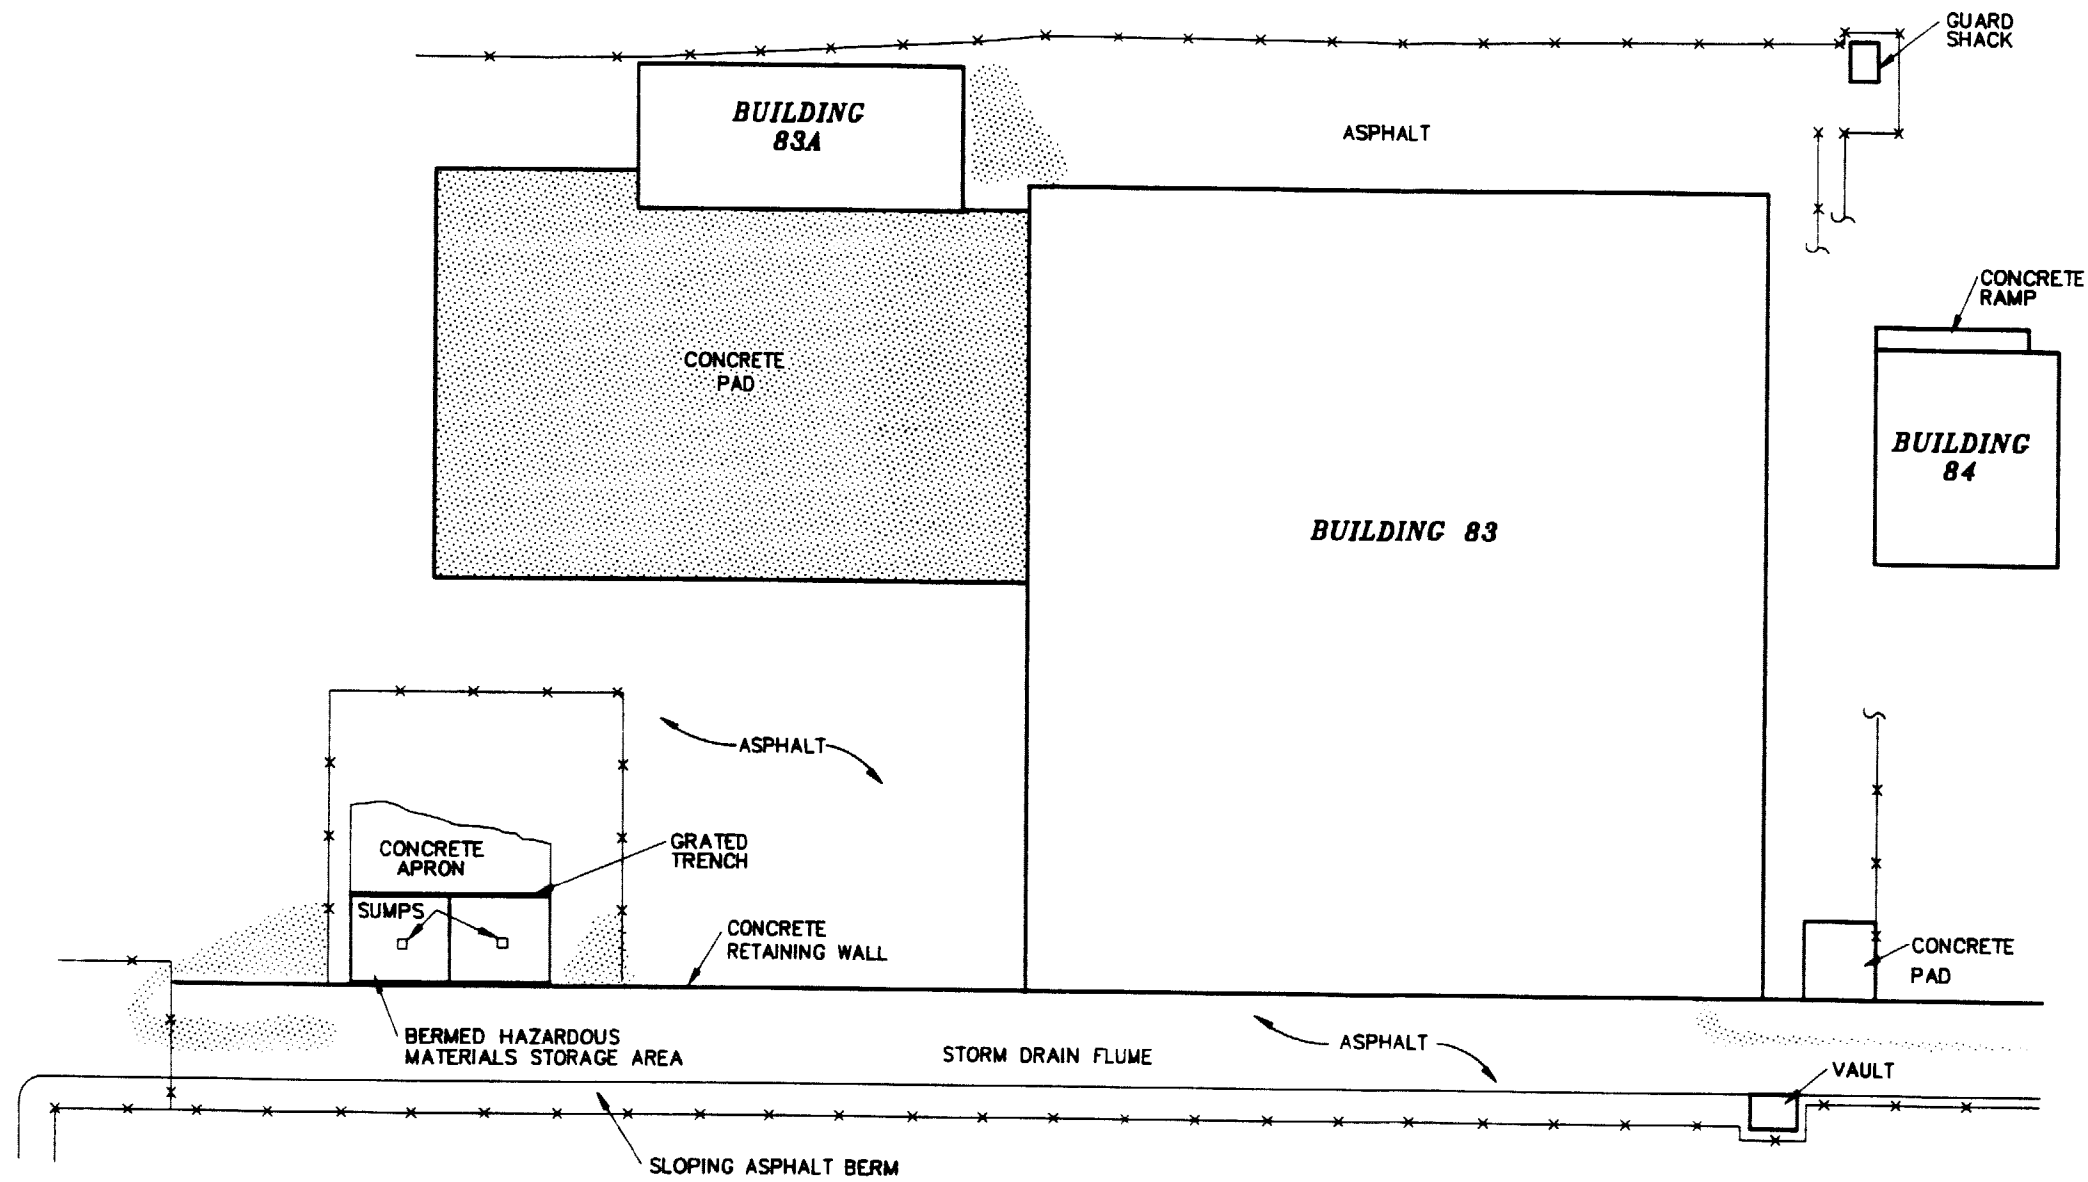 GUARD
SHACK
BUILDING
83A
ASPHALT
CONCRETE
RAMP
CONCRETE
PAD
BUILDING
84
BUILDING 83
ASPHALT
GRATED
TRENCH
CONCRETE
APRON
SUMPS
CONCRETE
RETAINING WALL
CONCRETE
PAD
BERMED HAZARDOUS
MATERIALS STORAGE AREA
STORM DRAIN FLUME
ASPHALT
VAULT
SLOPING ASPHALT BERM